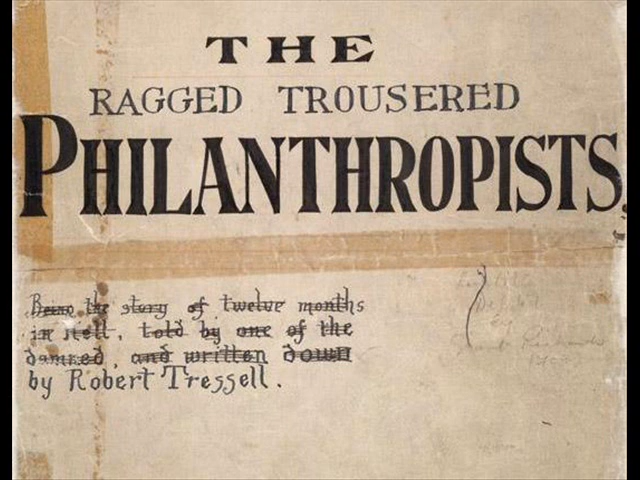 THE
RAGGED TROUSERED
PHILANTHROPISTS.
Being the story of twelve months
in Hell, told by one of the
damned, and written down
by Robert Tressell.